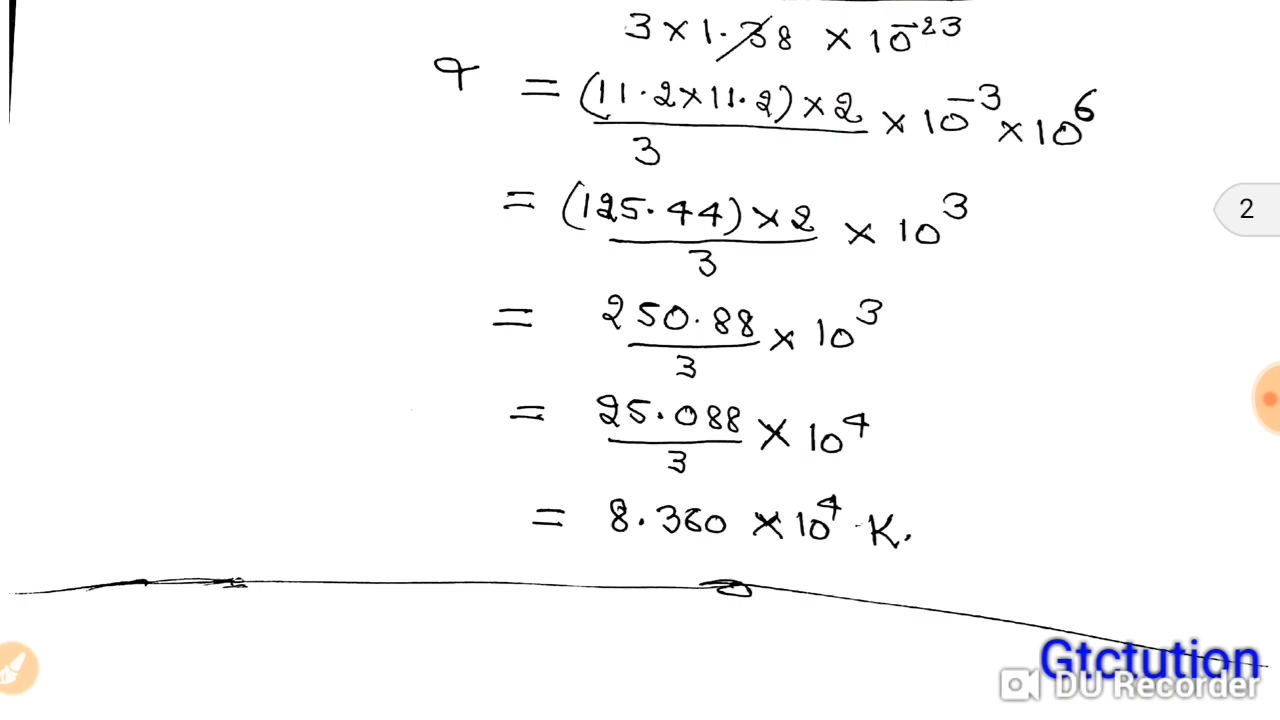 3 × 1.38 × 10⁻²³
T = (11.2×11.2)×2/3 × 10⁻³ × 10⁶
= (125.44)×2/3 × 10³
2
= 250.88/3 × 10³
= 25.088/3 × 10⁴
= 8.360 × 10⁴ K.
Gtctution
DU Recorder